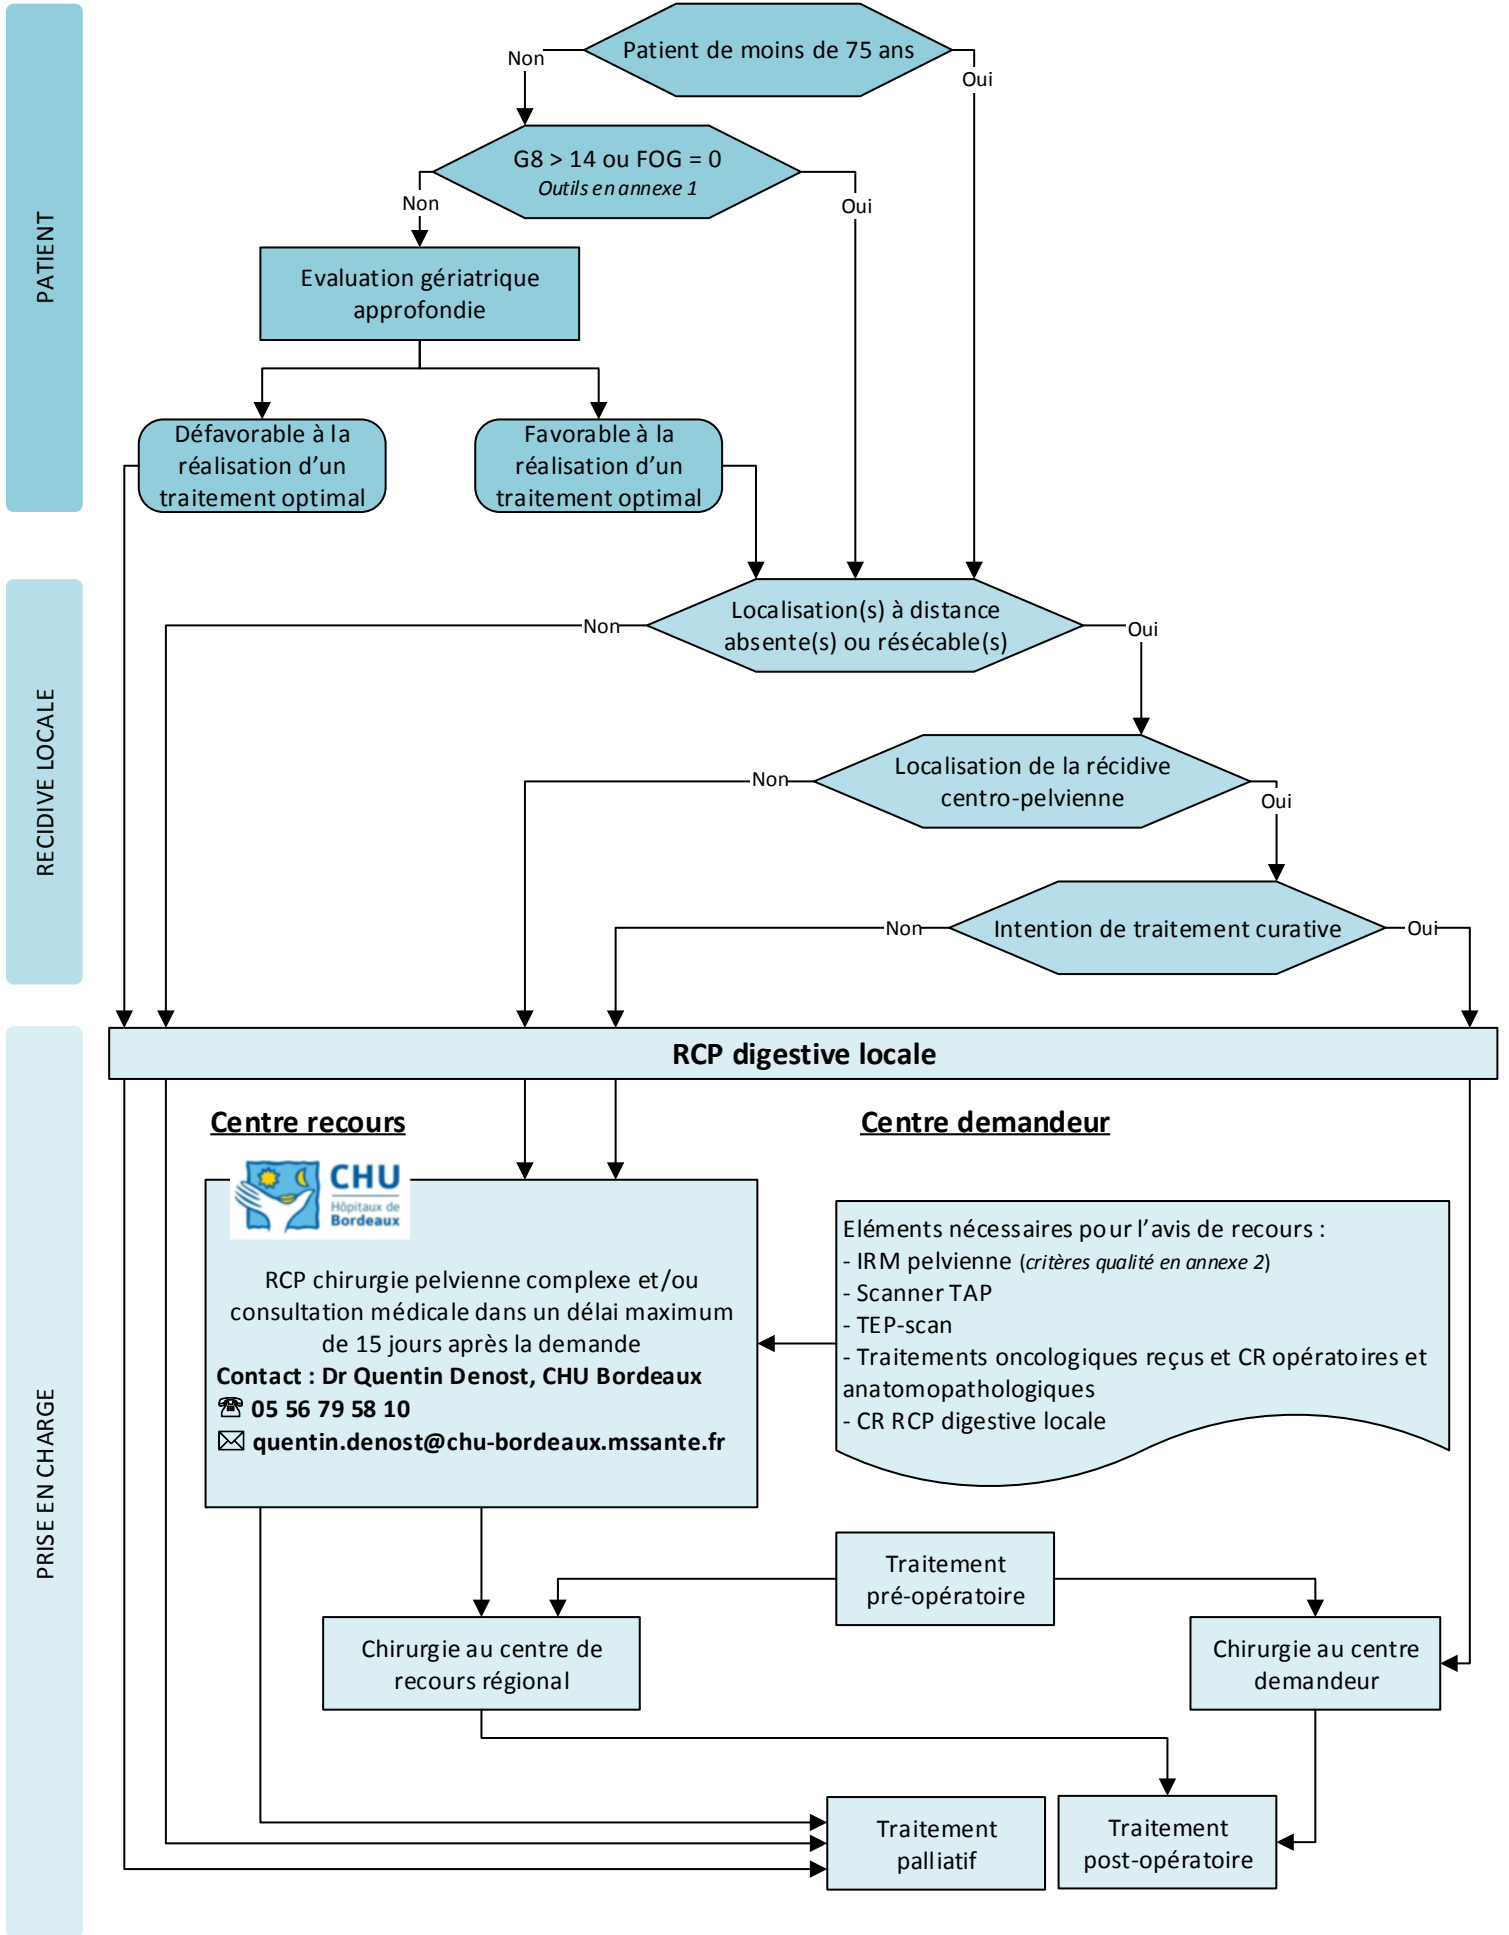 PATIENT
Patient de moins de 75 ans
Non
Oui
G8 > 14 ou FOG = 0
Outils en annexe 1
Non
Oui
Evaluation gériatrique
approfondie
Défavorable à la
réalisation d’un
traitement optimal
Favorable à la
réalisation d’un
traitement optimal
RECIDIVE LOCALE
Localisation(s) à distance
absente(s) ou résécable(s)
Non
Oui
Localisation de la récidive
centro-pelvienne
Non
Oui
Intention de traitement curative
Non
Oui
PRISE EN CHARGE
RCP digestive locale
Centre recours
Centre demandeur
CHU
Hôpitaux de
Bordeaux
RCP chirurgie pelvienne complexe et/ou
consultation médicale dans un délai maximum
de 15 jours après la demande
Contact : Dr Quentin Denost, CHU Bordeaux
05 56 79 58 10
quentin.denost@chu-bordeaux.mssante.fr
Eléments nécessaires pour l’avis de recours :
- IRM pelvienne (critères qualité en annexe 2)
- Scanner TAP
- TEP-scan
- Traitements oncologiques reçus et CR opératoires et
anatomopathologiques
- CR RCP digestive locale
Traitement
pré-opératoire
Chirurgie au centre de
recours régional
Chirurgie au centre
demandeur
Traitement
palliatif
Traitement
post-opératoire